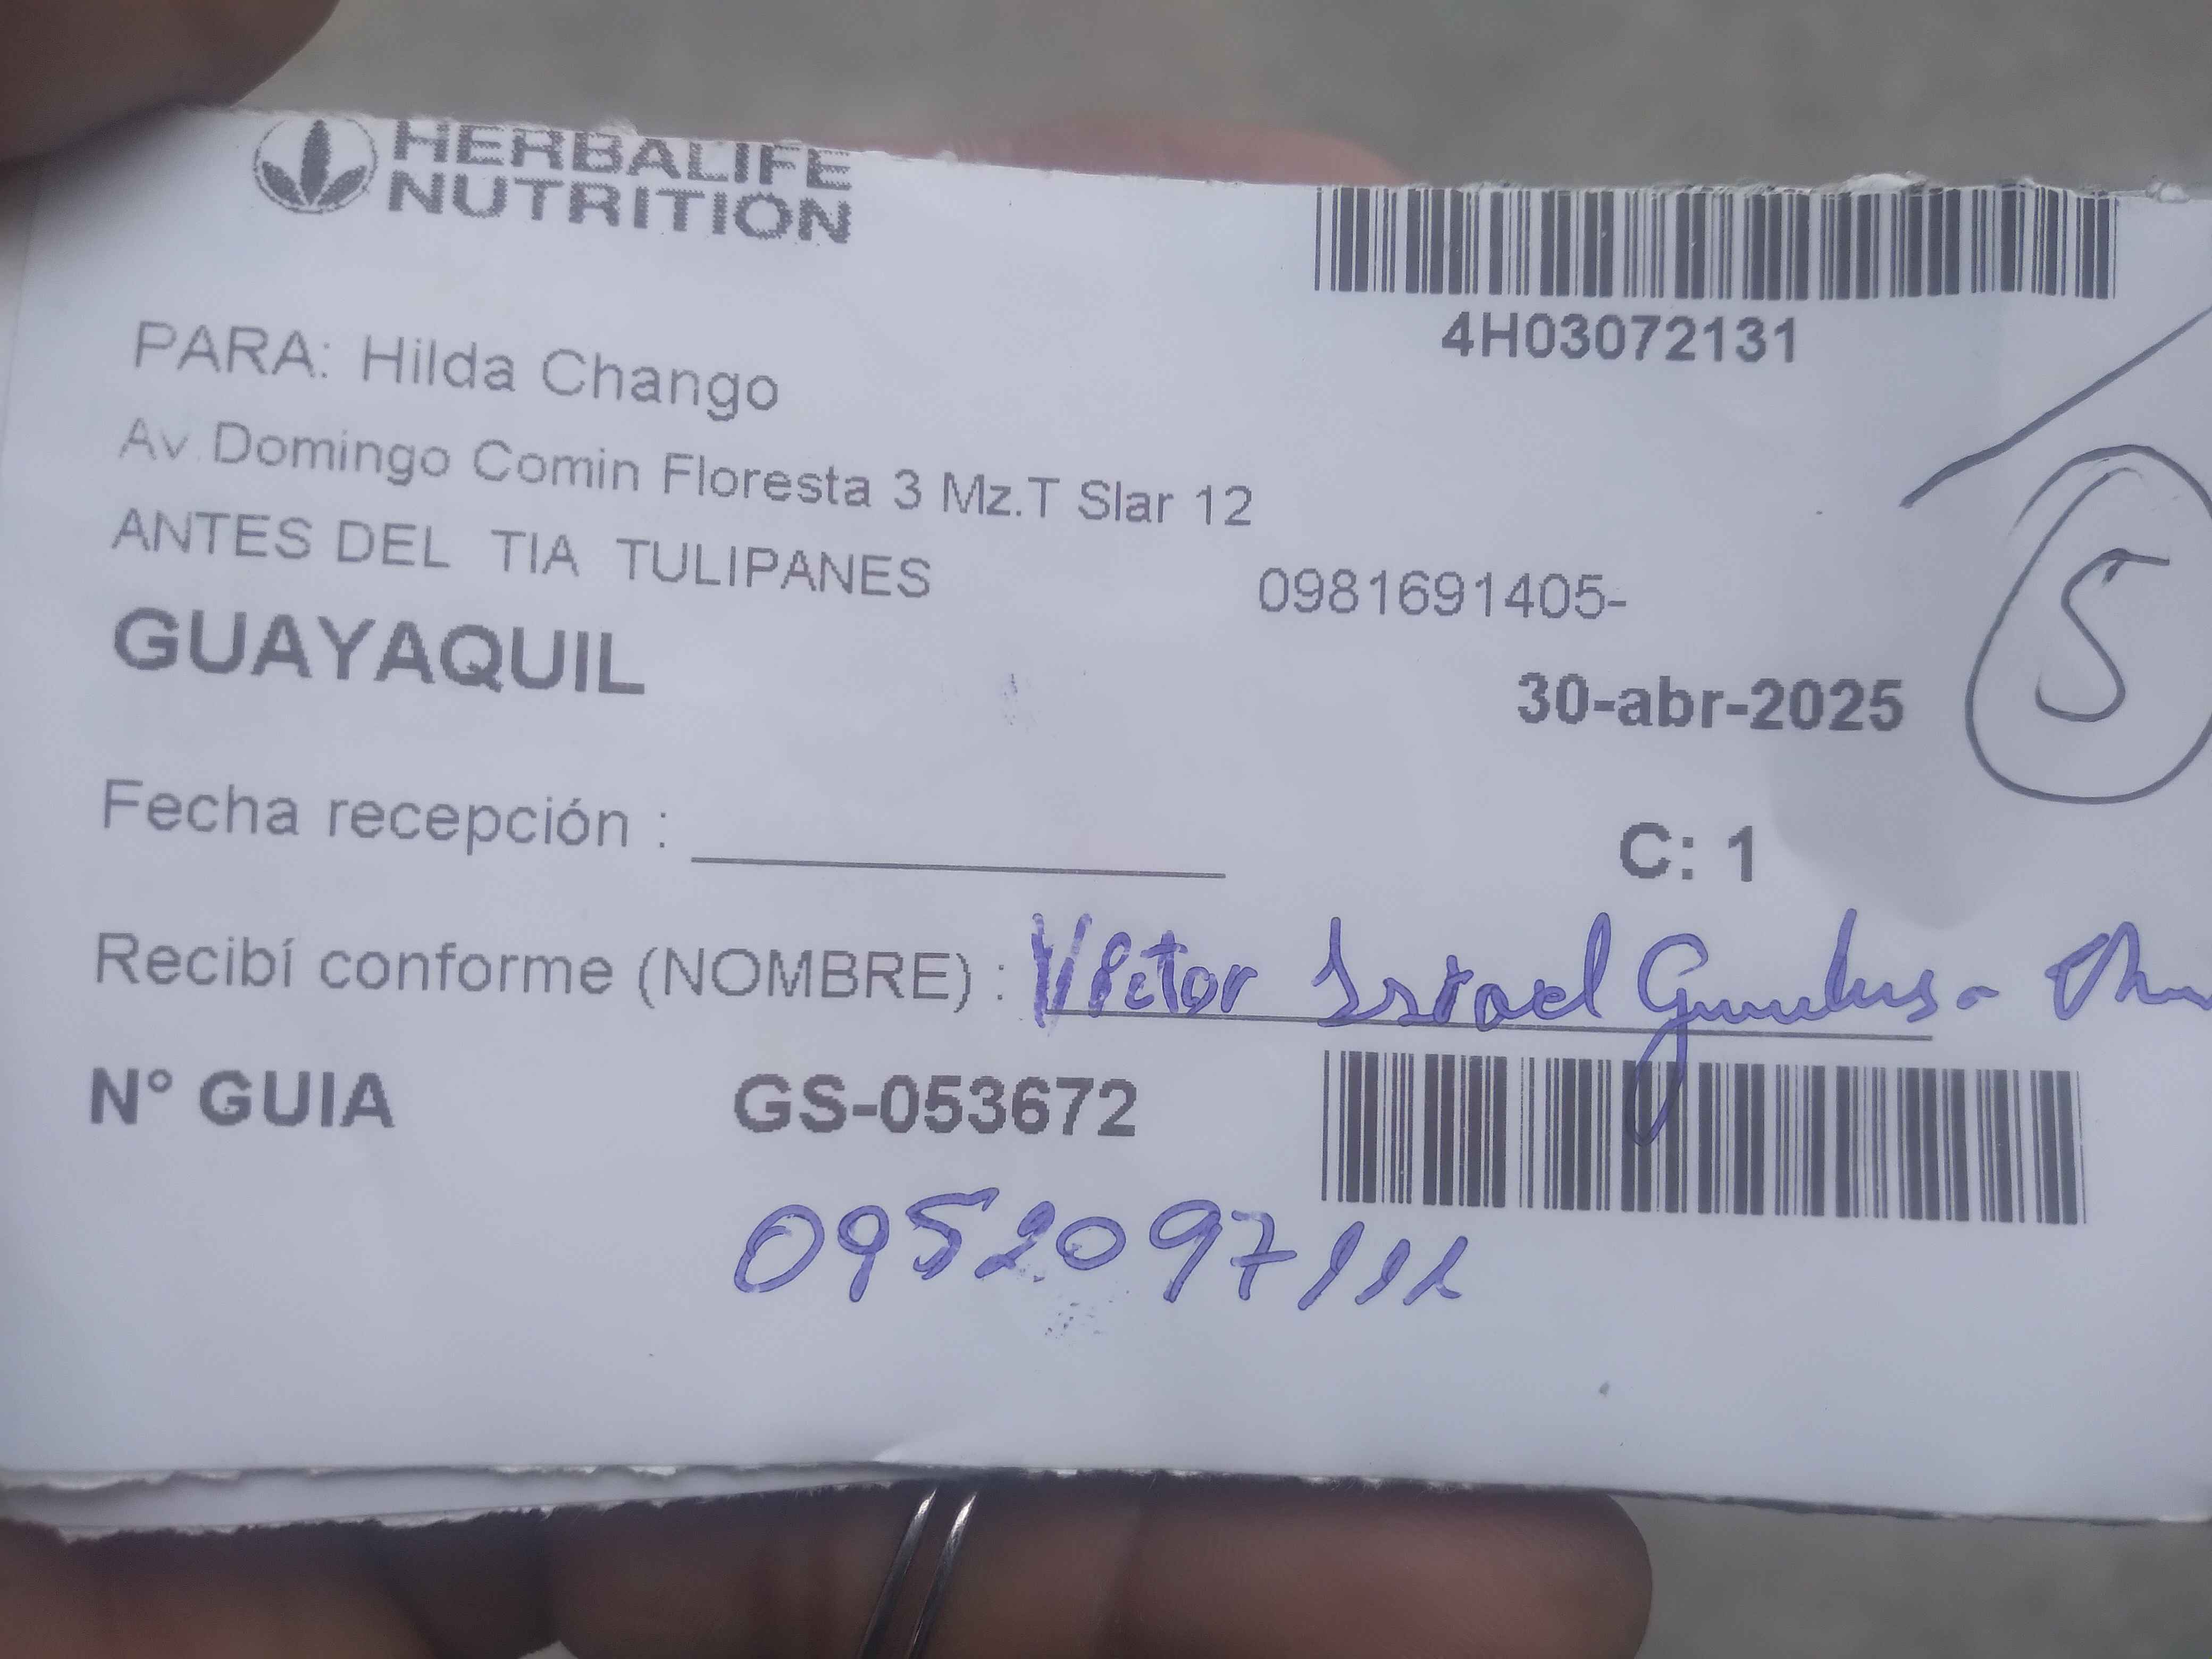 HERBALIFE
NUTRITION
4H03072131
PARA: Hilda Chango
Av Domingo Comin Floresta 3 Mz.T Slar 12
ANTES DEL TIA TULIPANES
0981691405-
GUAYAQUIL
30-abr-2025
5
Fecha recepción :
C: 1
Recibí conforme (NOMBRE) : Victor Israel
N° GUIA GS-053672